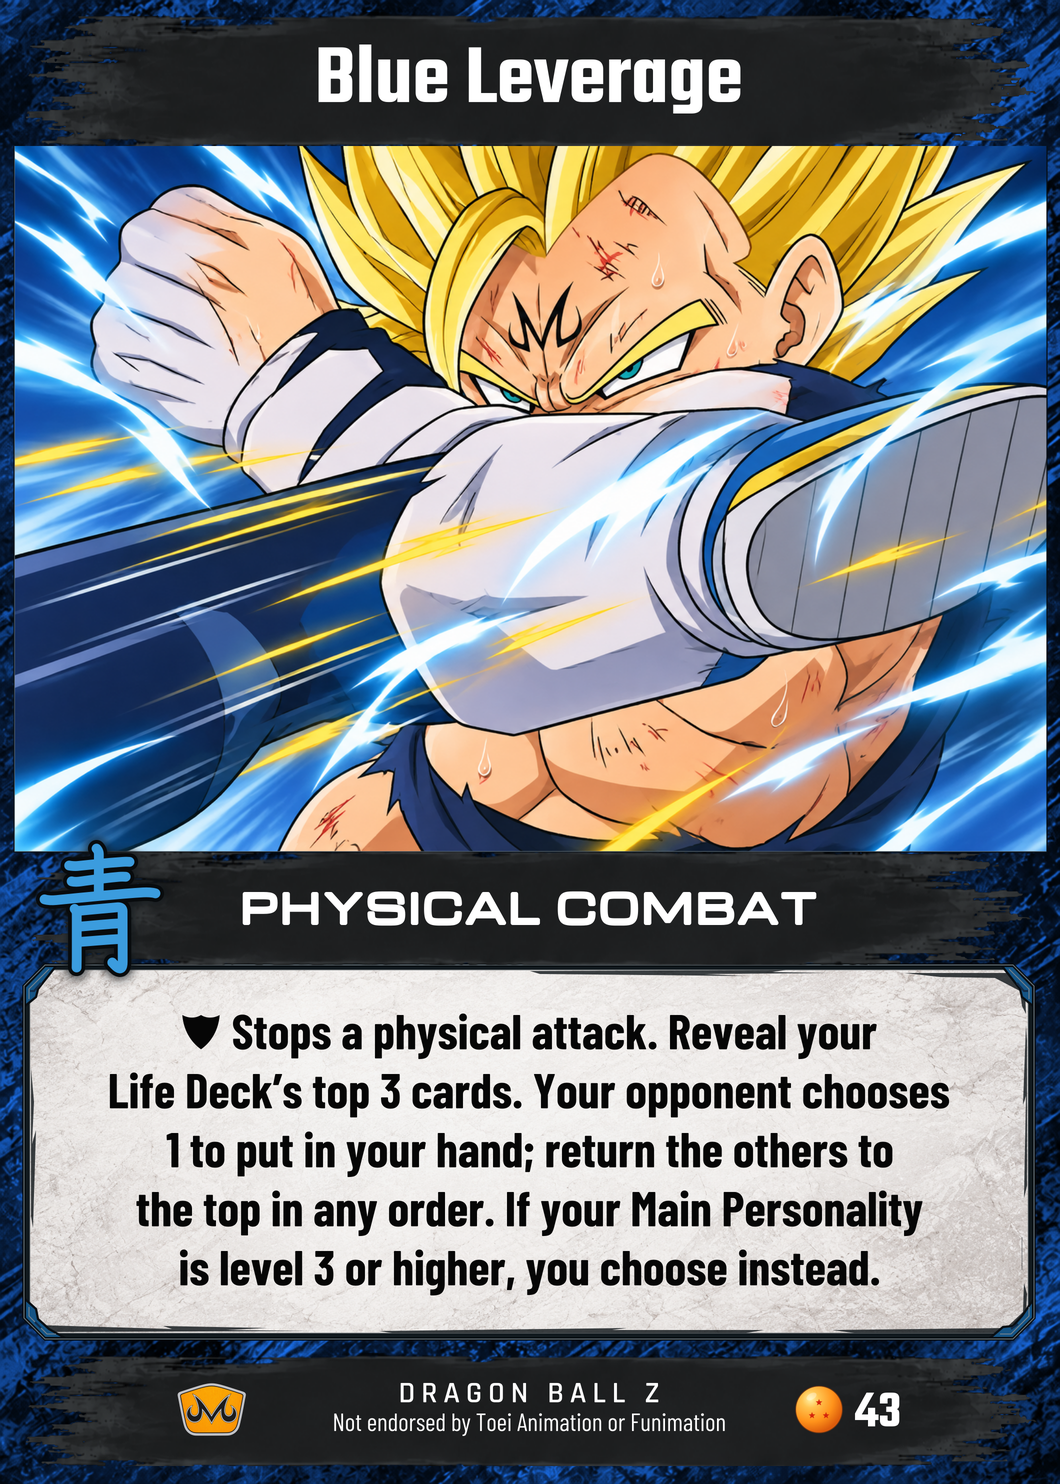 Blue Leverage
青
PHYSICAL COMBAT
Stops a physical attack. Reveal your
Life Deck’s top 3 cards. Your opponent chooses
1 to put in your hand; return the others to
the top in any order. If your Main Personality
is level 3 or higher, you choose instead.
DRAGON BALL Z
Not endorsed by Toei Animation or Funimation
43